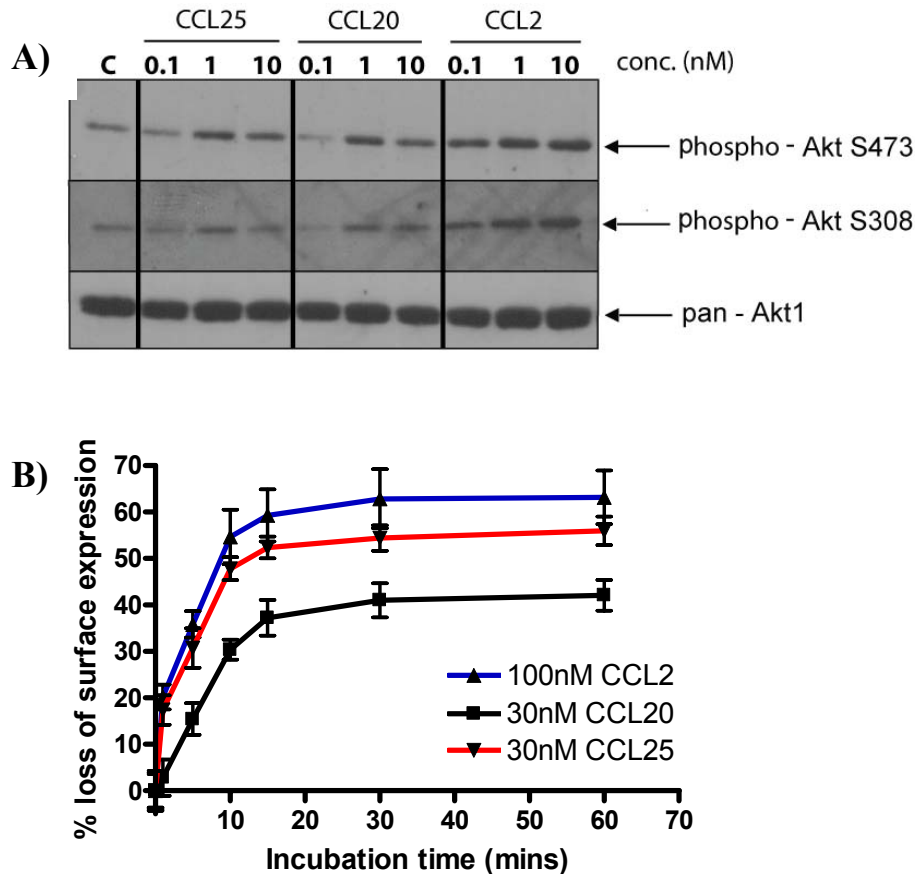 A)
CCL25 CCL20 CCL2
C 0.1 1 10 0.1 1 10 0.1 1 10 conc. (nM)
phospho - Akt S473
phospho - Akt S308
pan - Akt1
B)
% loss of surface expression
70
60
50
40
30
20
10
0
100nM CCL2
30nM CCL20
30nM CCL25
10 20 30 40 50 60 70
Incubation time (mins)